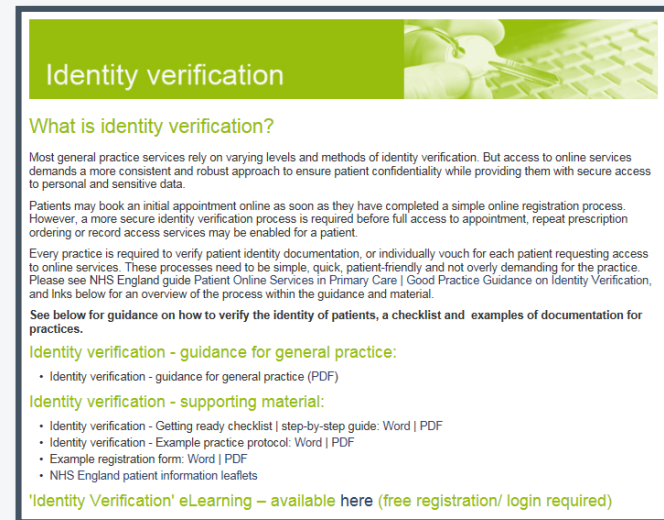 Identity verification
What is identity verification?
Most general practice services rely on varying levels and methods of identity verification. But access to online services
demands a more consistent and robust approach to ensure patient confidentiality while providing them with secure access
to personal and sensitive data.
Patients may book an initial appointment online as soon as they have completed a simple online registration process.
However, a more secure identity verification process is required before full access to appointment, repeat prescription
ordering or record access services may be enabled for a patient.
Every practice is required to verify patient identity documentation, or individually vouch for each patient requesting access
to online services. These processes need to be simple, quick, patient-friendly and not overly demanding for the practice.
Please see NHS England guide Patient Online Services in Primary Care | Good Practice Guidance on Identity Verification,
and lnks below for an overview of the process within the guidance and material.
See below for guidance on how to verify the identity of patients, a checklist and examples of documentation for
practices.
Identity verification - guidance for general practice:
• Identity verification - guidance for general practice (PDF)
Identity verification - supporting material:
• Identity verification - Getting ready checklist | step-by-step guide: Word | PDF
• Identity verification - Example practice protocol: Word | PDF
• Example registration form: Word | PDF
• NHS England patient information leaflets
'Identity Verification' eLearning – available here (free registration/ login required)